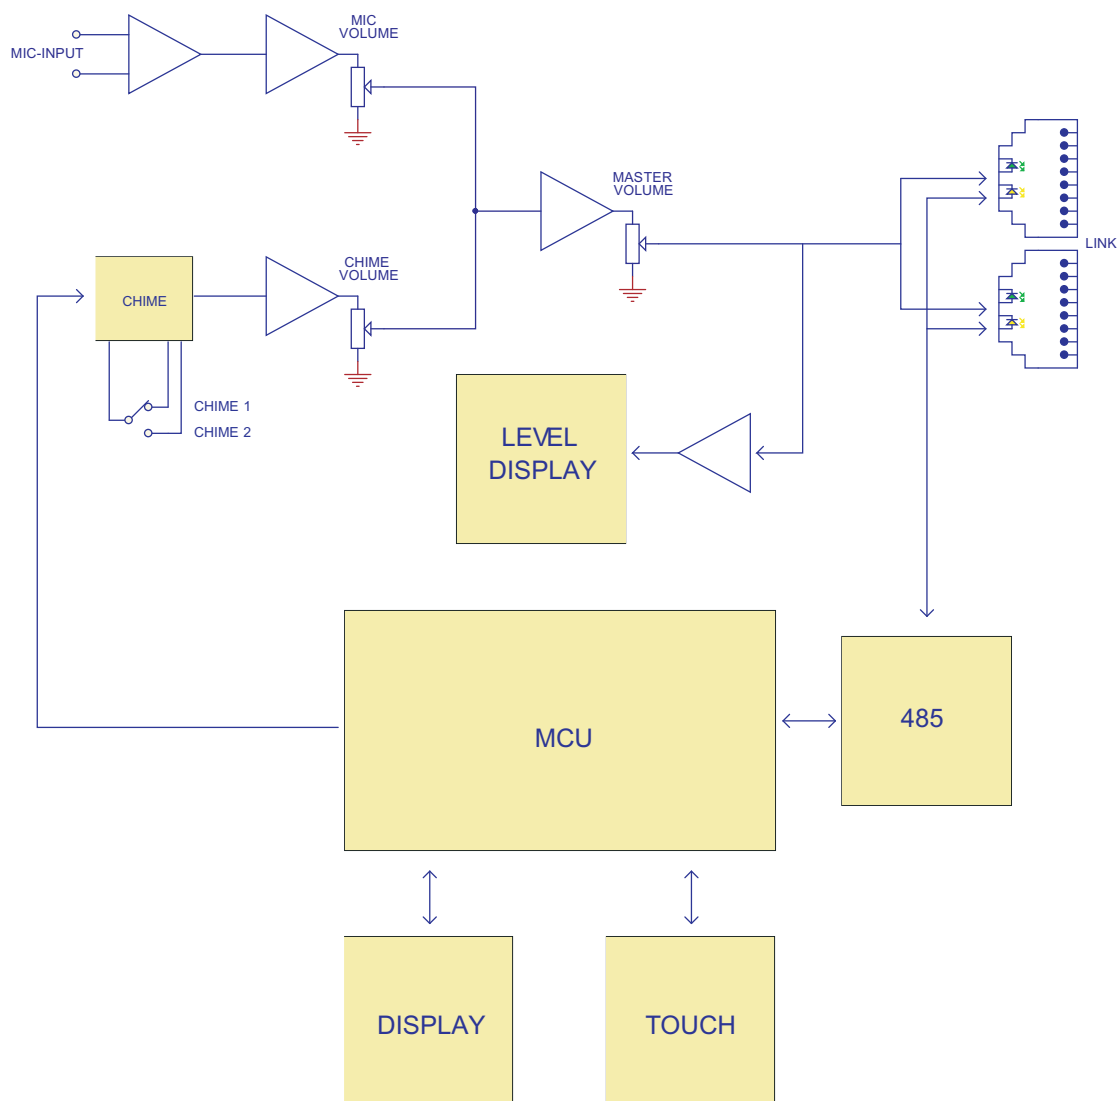 MIC
VOLUME
MIC-INPUT
MASTER
VOLUME
LINK
CHIME
VOLUME
CHIME
CHIME 1
CHIME 2
LEVEL
DISPLAY
MCU
485
DISPLAY
TOUCH